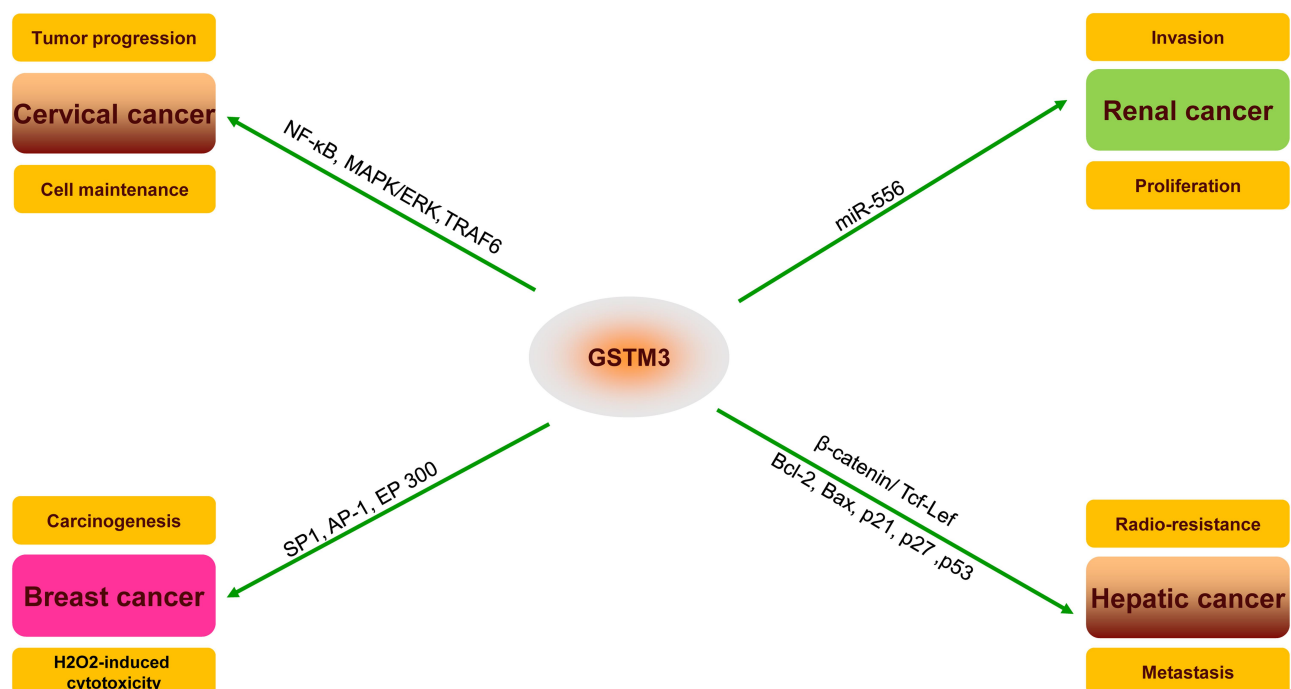 Tumor progression
Cervical cancer
Cell maintenance
NF-κB, MAPK/ERK,TRAF6
Invasion
Renal cancer
Proliferation
miR-556
GSTM3
SP1, AP-1, EP 300
Carcinogenesis
Breast cancer
H2O2-induced
cytotoxicity
β-catenin/ Tcf-Lef
Bcl-2, Bax, p21, p27 ,p53
Radio-resistance
Hepatic cancer
Metastasis